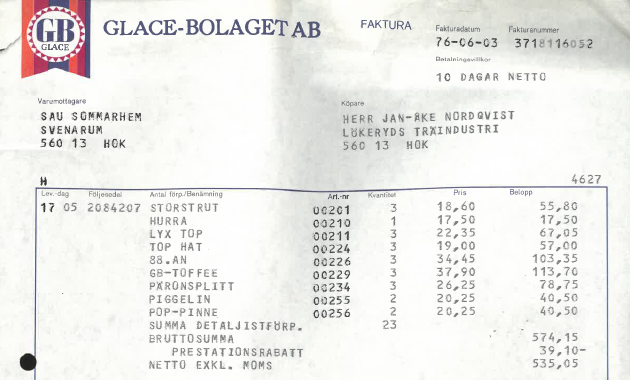 GB
GLACE
GLACE-BOLAGET AB
FAKTURA
Fakturadatum Fakturanummer
76-06-03 3718116052
Betalningsvillkor
10 DAGAR NETTO
Varumottagare
SAU SOMMARHEM
SVENARUM
560 13 HOK
Köpare
HERR JAN-ÅKE NORDQVIST
LÖKERYDS TRÄINDUSTRI
560 13 HOK
H 4627
Lev.-dag Följesedel Antal förp./Benämning Art.-nr Kvantitet Pris Belopp
17 05 2084207 STORSTRUT 00201 3 18,60 55,80
HURRA 00210 1 17,50 17,50
LYX TOP 00211 3 22,35 67,05
TOP HAT 00224 3 19,00 57,00
88.AN 00226 3 34,45 103,35
GB-TOFFEE 00229 3 37,90 113,70
PÄRONSPLITT 00234 3 26,25 78,75
PIGGELIN 00255 2 20,25 40,50
POP-PINNE 00256 2 20,25 40,50
SUMMA DETALJISTFÖRP. 23
BRUTTOSUMMA 574,15
PRESTATIONSRABATT 39,10-
NETTO EXKL. MOMS 535,05